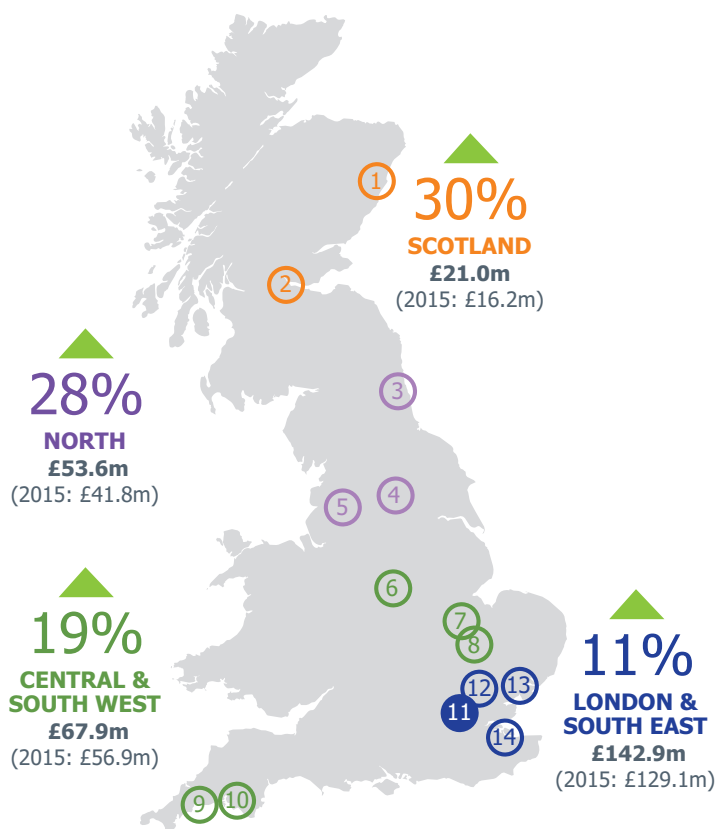 1
30%
SCOTLAND
£21.0m
(2015: £16.2m)
2
28%
NORTH
£53.6m
(2015: £41.8m)
3
4
5
6
7
8
19%
CENTRAL &
SOUTH WEST
£67.9m
(2015: £56.9m)
9
10
11%
LONDON &
SOUTH EAST
£142.9m
(2015: £129.1m)
12
13
11
14